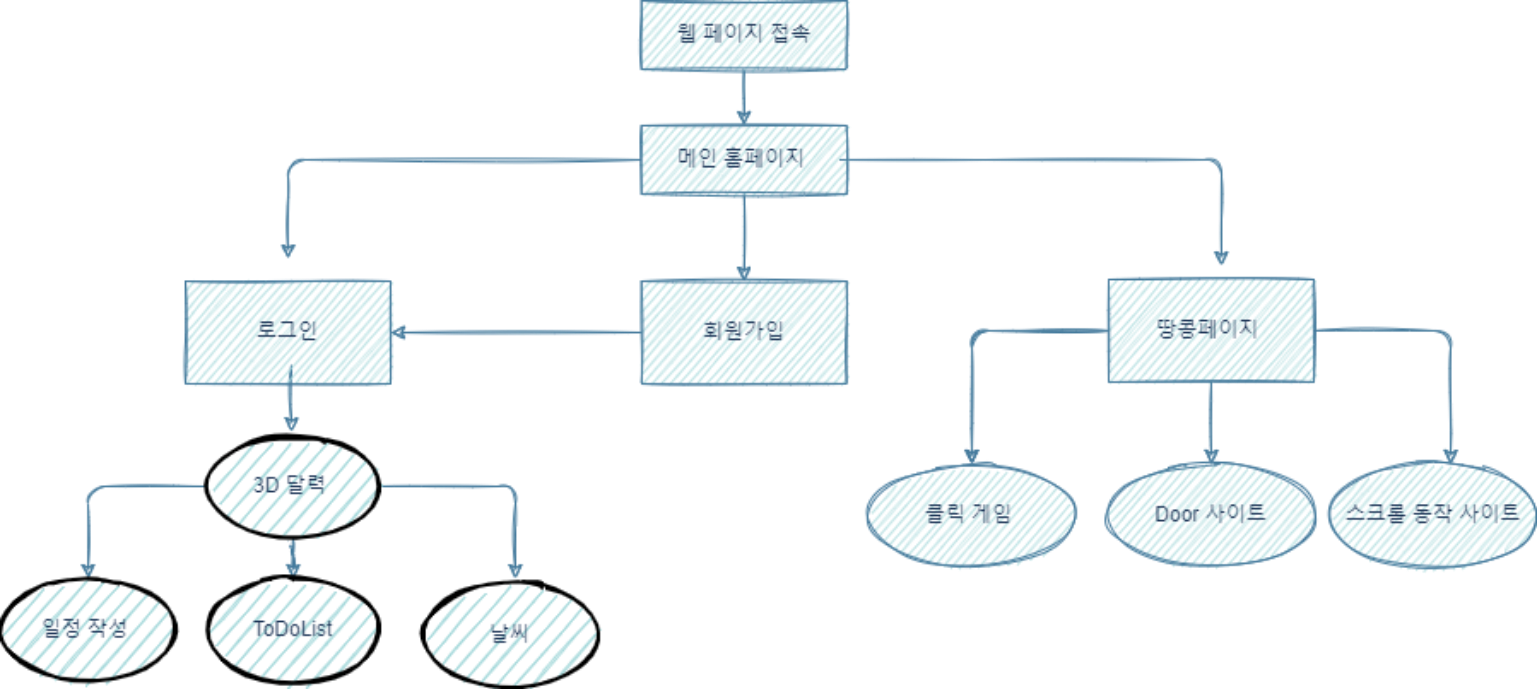 웹 페이지 접속
메인 홈페이지
로그인
회원가입
땅콩페이지
3D 달력
클릭 게임
Door 사이트
스크롤 동작 사이트
일정 작성
ToDoList
날씨